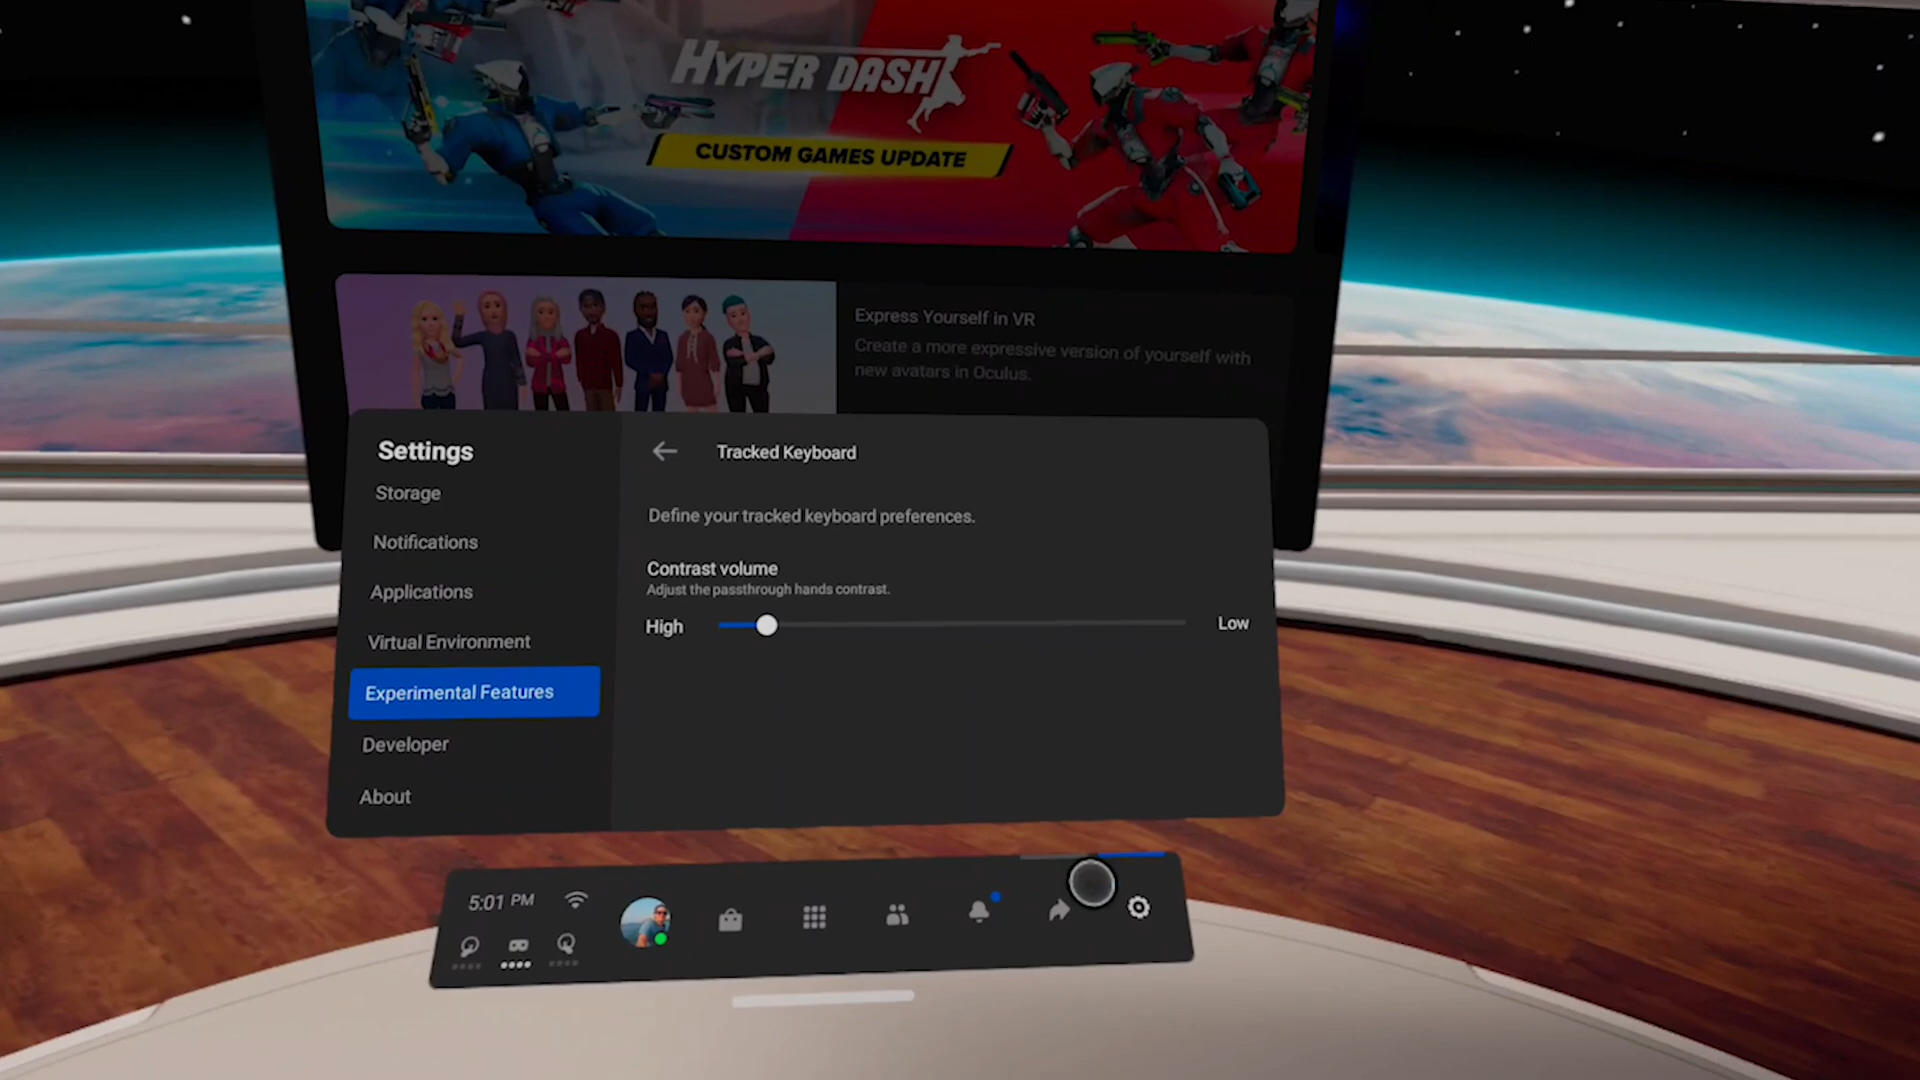 HYPER DASH
CUSTOM GAMES UPDATE
Express Yourself in VR
Create a more expressive version of yourself with
new avatars in Oculus.
Settings
Storage
Notifications
Applications
Virtual Environment
Experimental Features
Developer
About
Tracked Keyboard
Define your tracked keyboard preferences.
Contrast volume
Adjust the passthrough hands contrast.
High
Low
5:01 PM